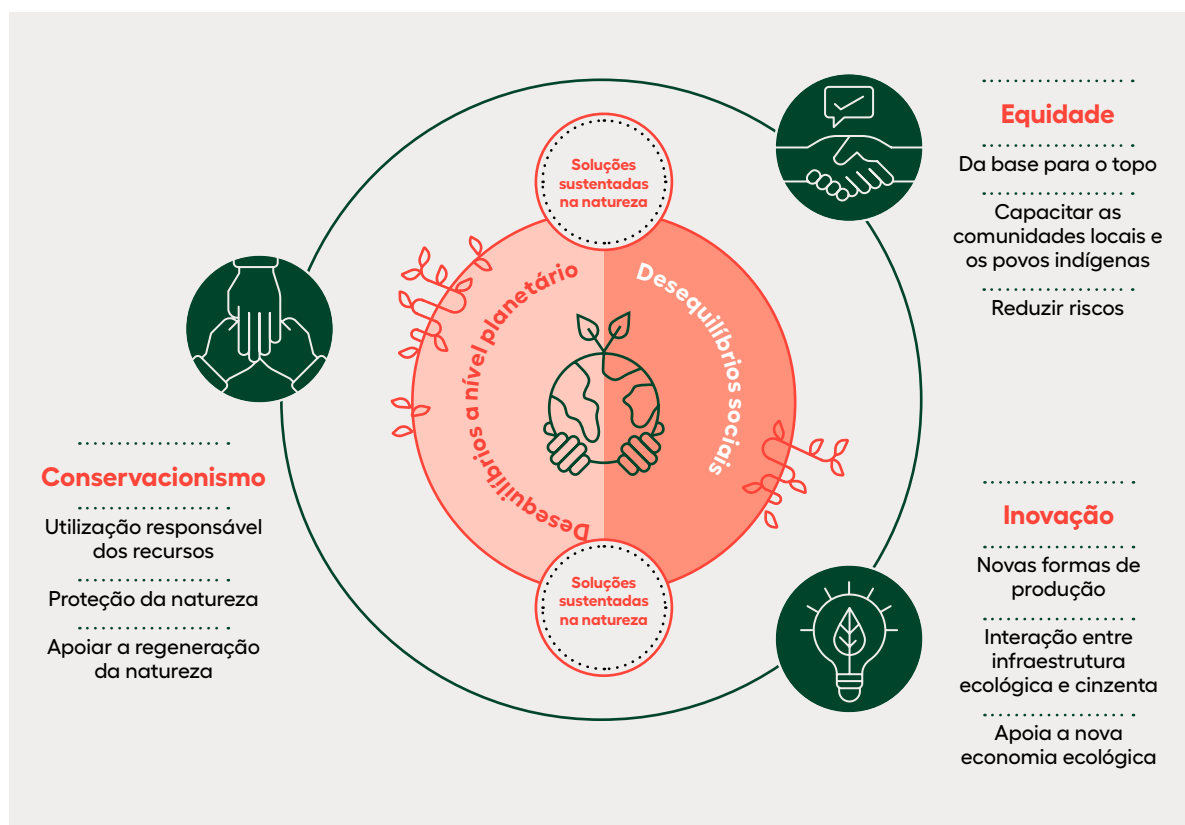 Soluções
sustentadas
na natureza
Desequilíbrios a nível planetário
Desequilíbrios sociais
Soluções
sustentadas
na natureza
Equidade
Da base para o topo
Capacitar as
comunidades locais e
os povos indígenas
Reduzir riscos
Conservacionismo
Utilização responsável
dos recursos
Proteção da natureza
Apoiar a regeneração
da natureza
Inovação
Novas formas de
produção
Interação entre
infraestrutura
ecológica e cinzenta
Apoia a nova
economia ecológica